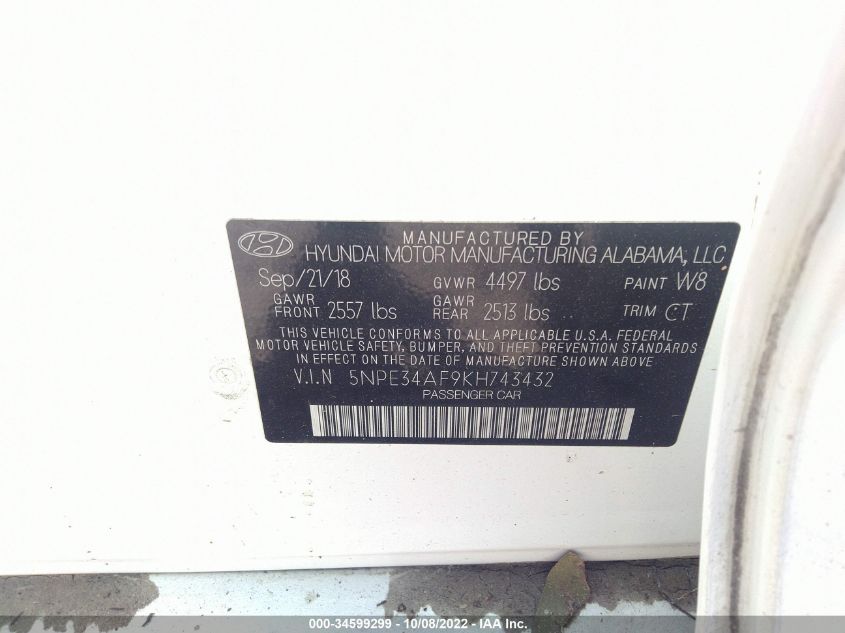 MANUFACTURED BY
HYUNDAI MOTOR MANUFACTURING ALABAMA, LLC
Sep/21/18 GVWR 4497 lbs PAINT W8
GAWR FRONT 2557 lbs GAWR REAR 2513 lbs TRIM CT
THIS VEHICLE CONFORMS TO ALL APPLICABLE U.S.A. FEDERAL
MOTOR VEHICLE SAFETY, BUMPER, AND THEFT PREVENTION STANDARDS
IN EFFECT ON THE DATE OF MANUFACTURE SHOWN ABOVE
V.I.N 5NPE34AF9KH743432
PASSENGER CAR
000-34599299 - 10/08/2022 - IAA Inc.